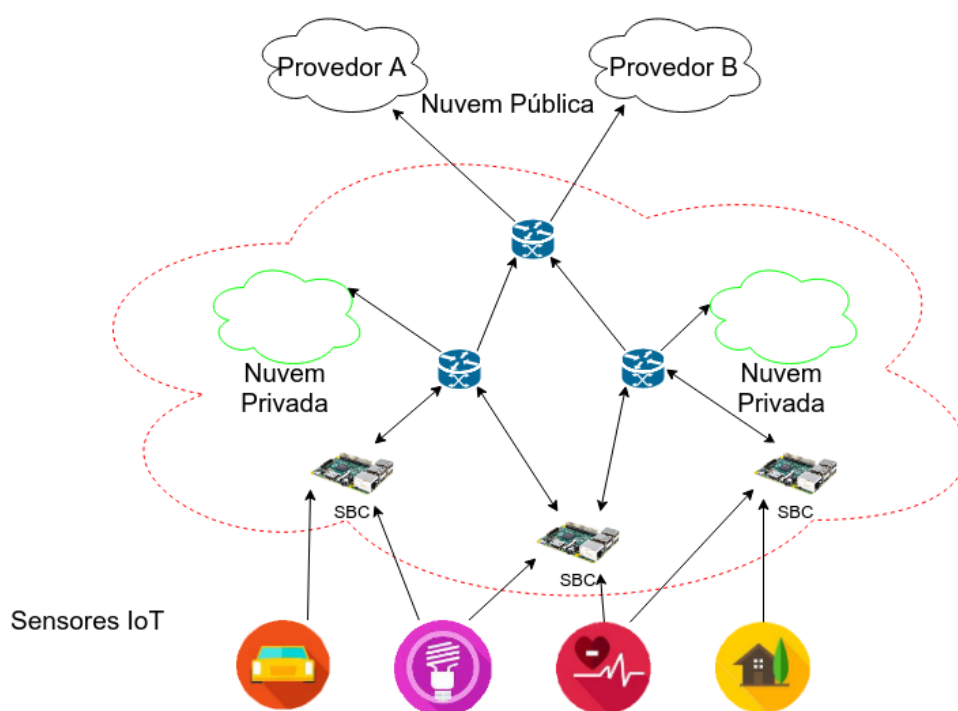 Provedor A
Provedor B
Nuvem Pública
Nuvem
Privada
Nuvem
Privada
SBC
SBC
SBC
Sensores IoT